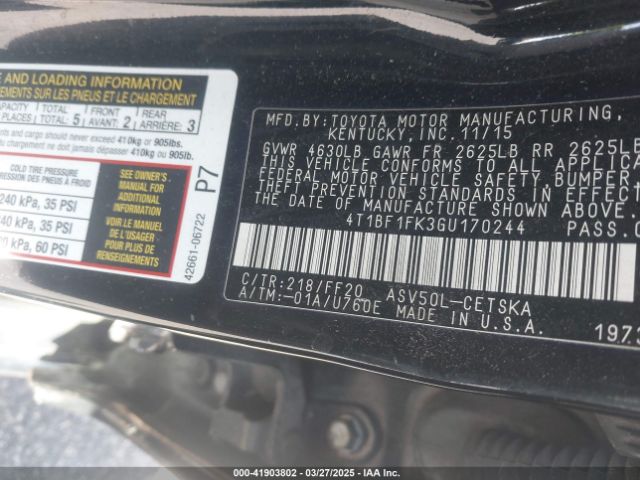 E AND LOADING INFORMATION
EMENTS SUR LES PNEUS ET LE CHARGEMENT
APACITY TOTAL FRONT REAR
PLACES TOTAL: 5 AVANT: 2 ARRIÈRE: 3
nts and cargo should never exceed 410kg or 905lbs.
u chargement ne doit jamais dépasser 410kg ou 905lb.
COLD TIRE PRESSURE
240 kPa, 35 PSI
240 kPa, 35 PSI
kPa, 60 PSI
SEE OWNER'S
MANUAL FOR
ADDITIONAL
INFORMATION
VOIR LE MANUEL
DE L'USAGER
POUR PLUS DE
RENSEIGNEMENTS
P7
42661-06722
MFD.BY: TOYOTA MOTOR MANUFACTURING,
KENTUCKY, INC. 11/15
GVWR 4630LB GAWR FR 2625LB RR 2625LB
THIS VEHICLE CONFORMS TO ALL APPLICA
FEDERAL MOTOR VEHICLE SAFETY, BUMPER
THEFT PREVENTION STANDARDS IN EFFECT
THE DATE OF MANUFACTURE SHOWN ABOVE.
4T1BF1FK3GU170244 PASS.C
C/TR:218/FF20 ASV50L-CETSKA
A/TM:-01A/U760E MADE IN U.S.A.
1973
000-41903802 — 03/27/2025 — IAA Inc.